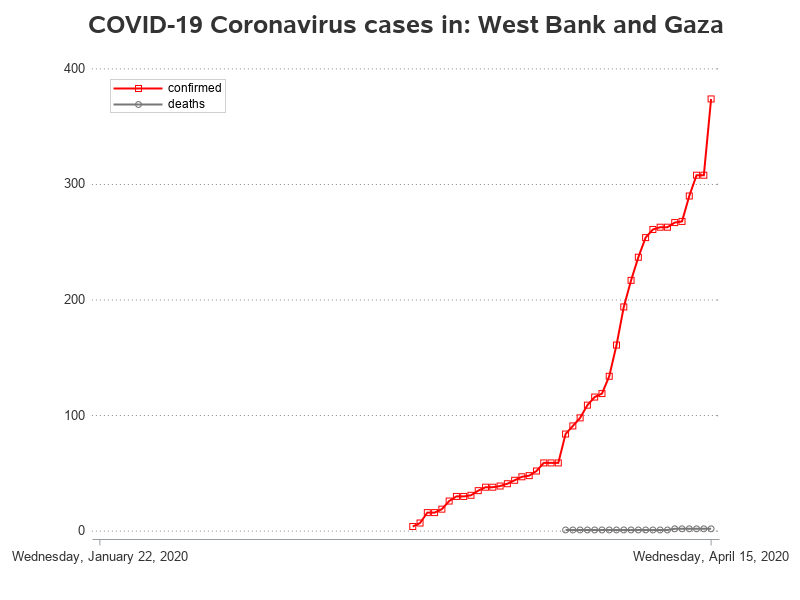 COVID-19 Coronavirus cases in: West Bank and Gaza
400
confirmed
deaths
300
200
100
0
Wednesday, January 22, 2020 Wednesday, April 15, 2020